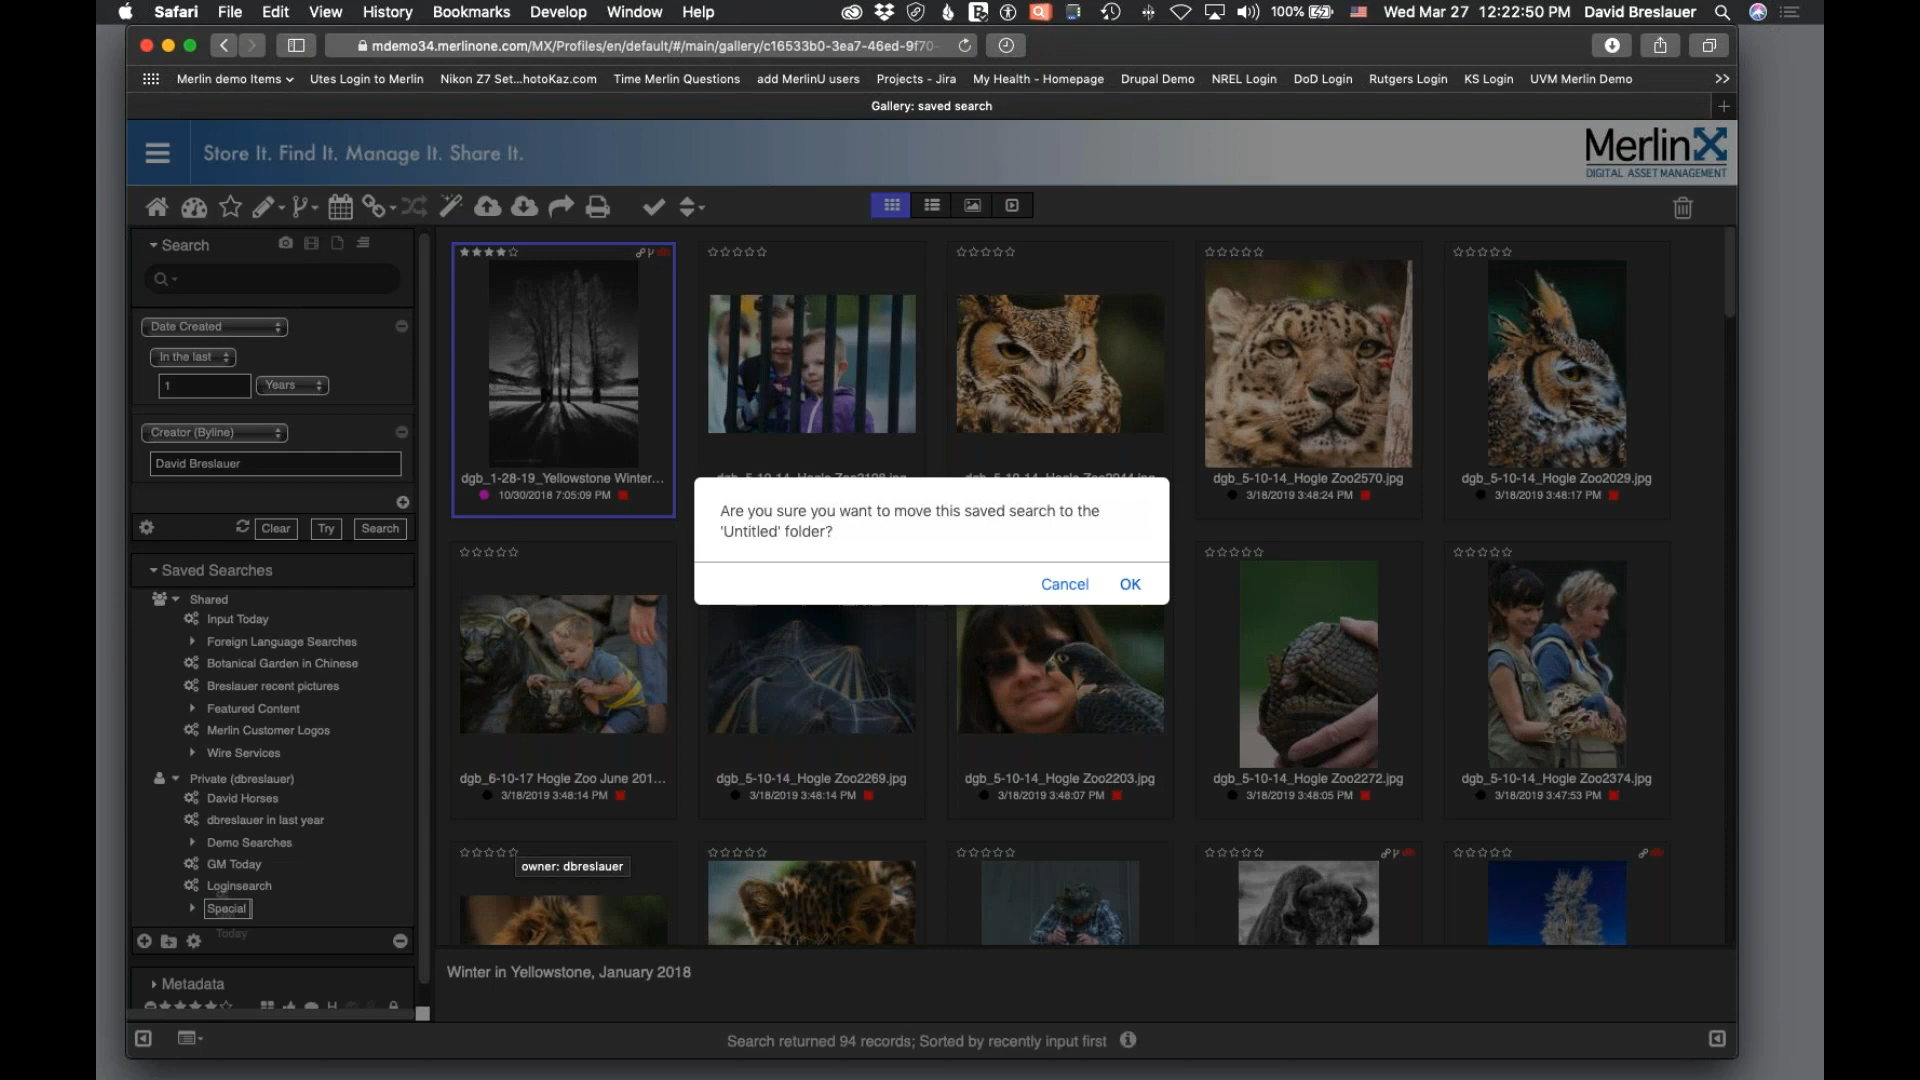 Safari File Edit View History Bookmarks Develop Window Help 100% Wed Mar 27 12:22:50 PM David Breslauer
mdemo34.merlinone.com/MX/Profiles/en/default/#/main/gallery/c16533b0-3ea7-46ed-9f70-
Merlin demo Items Utes Login to Merlin Nikon Z7 Set...hotoKaz.com Time Merlin Questions add MerlinU users Projects - Jira My Health - Homepage Drupal Demo NREL Login DoD Login Rutgers Login KS Login UVM Merlin Demo
Gallery: saved search
Store It. Find It. Manage It. Share It.
MerlinX
DIGITAL ASSET MANAGEMENT
Search
Date Created
In the last
1 Years
Creator (Byline)
David Breslauer
Clear Try Search
Saved Searches
Shared
Input Today
Foreign Language Searches
Botanical Garden in Chinese
Breslauer recent pictures
Featured Content
Merlin Customer Logos
Wire Services
Private (dbreslauer)
David Horses
dbreslauer in last year
Demo Searches
GM Today
Loginsearch
Special
Today
Metadata
dgb_1-28-19_Yellowstone Winter...
10/30/2018 7:05:09 PM
dgb_5-10-14_Hogle Zoo2570.jpg
3/18/2019 3:48:24 PM
dgb_5-10-14_Hogle Zoo2029.jpg
3/18/2019 3:48:17 PM
Are you sure you want to move this saved search to the
'Untitled' folder?
Cancel OK
dgb_6-10-17 Hogle Zoo June 201...
3/18/2019 3:48:14 PM
dgb_5-10-14_Hogle Zoo2269.jpg
3/18/2019 3:48:14 PM
dgb_5-10-14_Hogle Zoo2203.jpg
3/18/2019 3:48:07 PM
dgb_5-10-14_Hogle Zoo2272.jpg
3/18/2019 3:48:05 PM
dgb_5-10-14_Hogle Zoo2374.jpg
3/18/2019 3:47:53 PM
owner: dbreslauer
Winter in Yellowstone, January 2018
Search returned 94 records; Sorted by recently input first